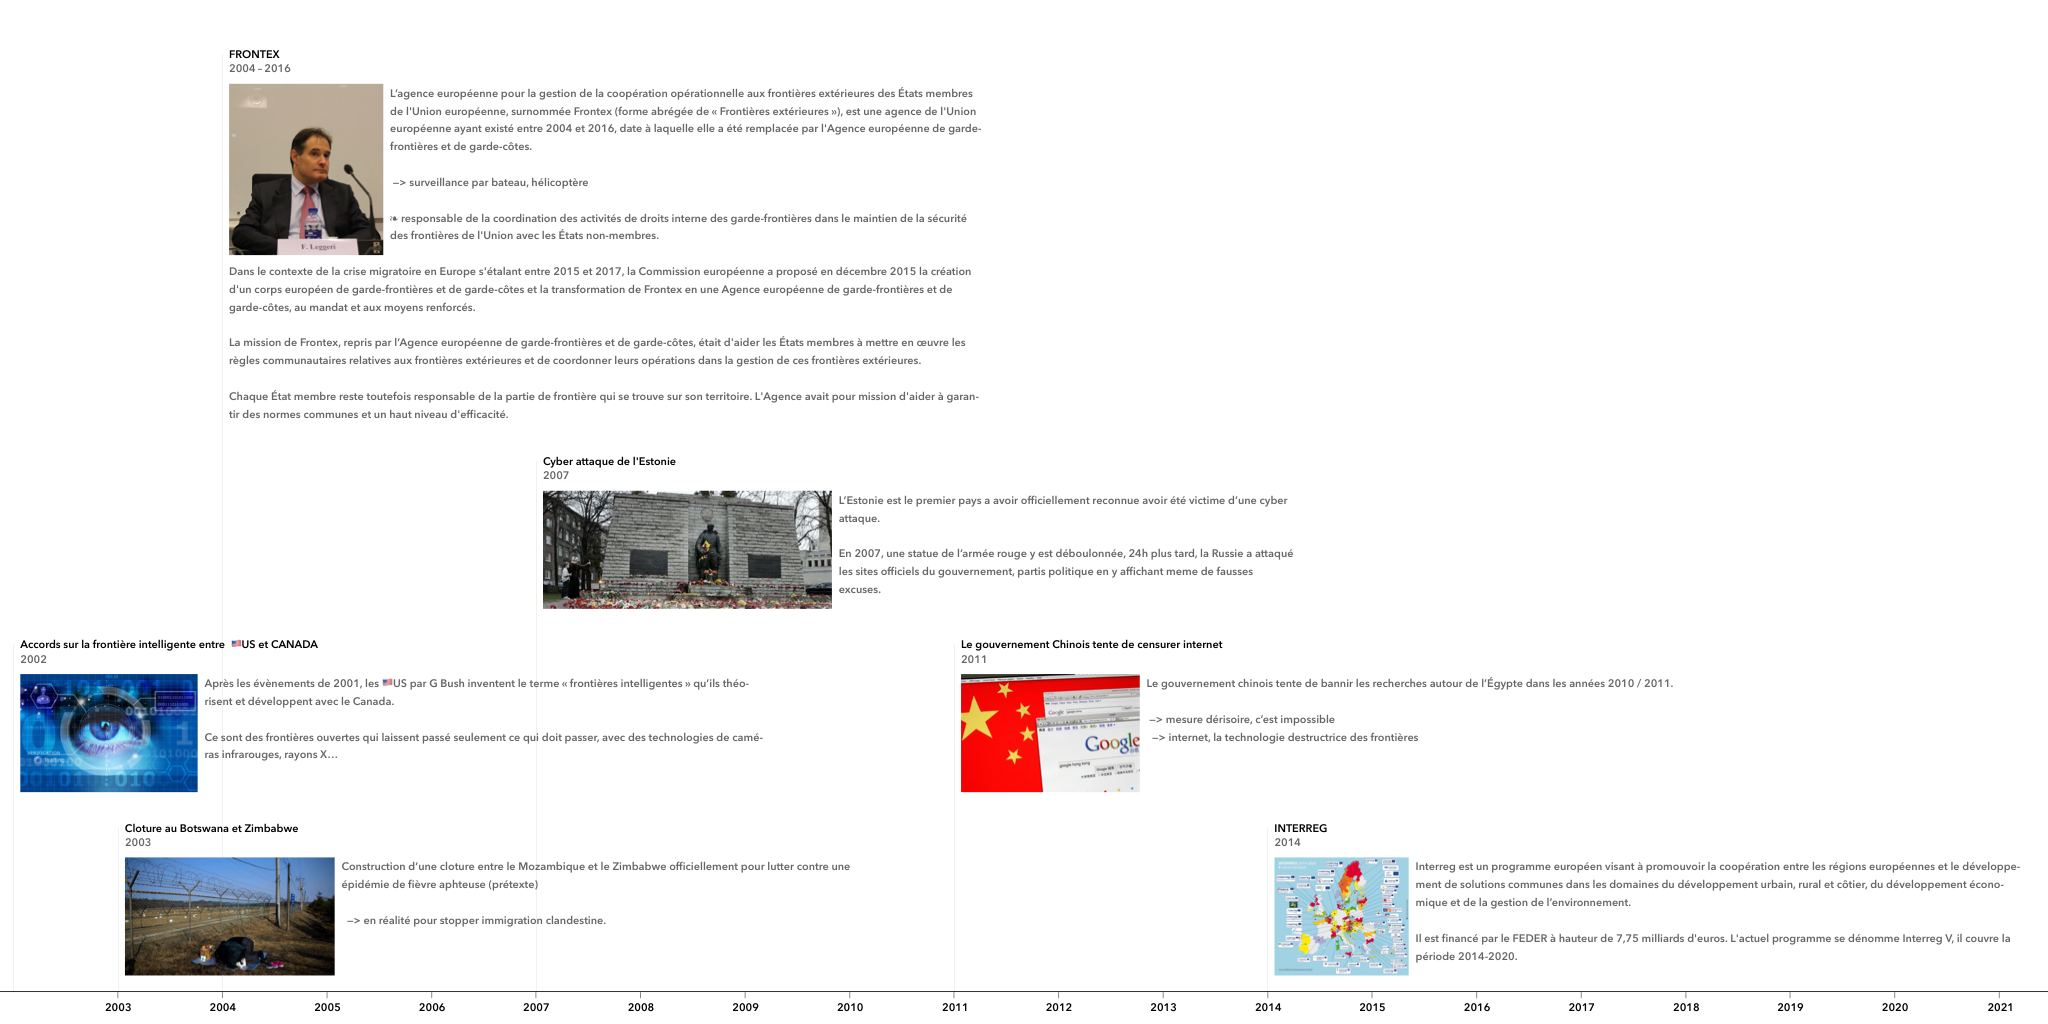 FRONTEX
2004 – 2016
L’agence européenne pour la gestion de la coopération opérationnelle aux frontières extérieures des États membres
de l'Union européenne, surnommée Frontex (forme abrégée de « Frontières extérieures »), est une agence de l'Union
européenne ayant existé entre 2004 et 2016, date à laquelle elle a été remplacée par l'Agence européenne de garde-
frontières et de garde-côtes.
—> surveillance par bateau, hélicoptère
❧ responsable de la coordination des activités de droits interne des garde-frontières dans le maintien de la sécurité
des frontières de l'Union avec les États non-membres.
F. Leggeri
Dans le contexte de la crise migratoire en Europe s'étalant entre 2015 et 2017, la Commission européenne a proposé en décembre 2015 la création
d'un corps européen de garde-frontières et de garde-côtes et la transformation de Frontex en une Agence européenne de garde-frontières et de
garde-côtes, au mandat et aux moyens renforcés.
La mission de Frontex, repris par l’Agence européenne de garde-frontières et de garde-côtes, était d'aider les États membres à mettre en œuvre les
règles communautaires relatives aux frontières extérieures et de coordonner leurs opérations dans la gestion de ces frontières extérieures.
Chaque État membre reste toutefois responsable de la partie de frontière qui se trouve sur son territoire. L'Agence avait pour mission d'aider à garan-
tir des normes communes et un haut niveau d'efficacité.
Cyber attaque de l'Estonie
2007
L’Estonie est le premier pays a avoir officiellement reconnue avoir été victime d’une cyber
attaque.
En 2007, une statue de l’armée rouge y est déboulonnée, 24h plus tard, la Russie a attaqué
les sites officiels du gouvernement, partis politique en y affichant meme de fausses
excuses.
Accords sur la frontière intelligente entre 🇺🇸US et CANADA
2002
Après les évènements de 2001, les 🇺🇸US par G Bush inventent le terme « frontières intelligentes » qu’ils théo-
risent et développent avec le Canada.
Ce sont des frontières ouvertes qui laissent passé seulement ce qui doit passer, avec des technologies de camé-
ras infrarouges, rayons X…
Le gouvernement Chinois tente de censurer internet
2011
Le gouvernement chinois tente de bannir les recherches autour de l’Égypte dans les années 2010 / 2011.
—> mesure dérisoire, c’est impossible
—> internet, la technologie destructrice des frontières
Google
Cloture au Botswana et Zimbabwe
2003
Construction d’une cloture entre le Mozambique et le Zimbabwe officiellement pour lutter contre une
épidémie de fièvre aphteuse (prétexte)
—> en réalité pour stopper immigration clandestine.
INTERREG
2014
Interreg est un programme européen visant à promouvoir la coopération entre les régions européennes et le développe-
ment de solutions communes dans les domaines du développement urbain, rural et côtier, du développement écono-
mique et de la gestion de l’environnement.
Il est financé par le FEDER à hauteur de 7,75 milliards d'euros. L'actuel programme se dénomme Interreg V, il couvre la
période 2014-2020.
2003 2004 2005 2006 2007 2008 2009 2010 2011 2012 2013 2014 2015 2016 2017 2018 2019 2020 2021